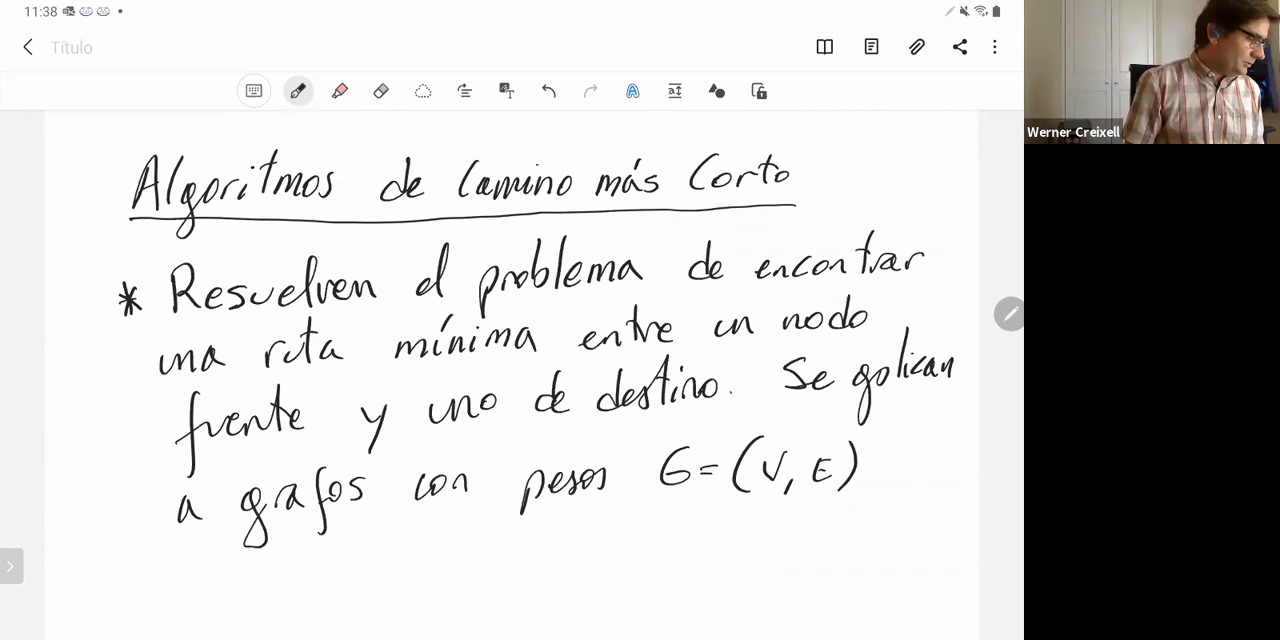 11:38
Título
Werner Creixell
Algoritmos de Camino más Corto
* Resuelven el problema de encontrar
una ruta mínima entre un nodo
fuente y uno de destino. Se aplican
a grafos con pesos G=(V, E)